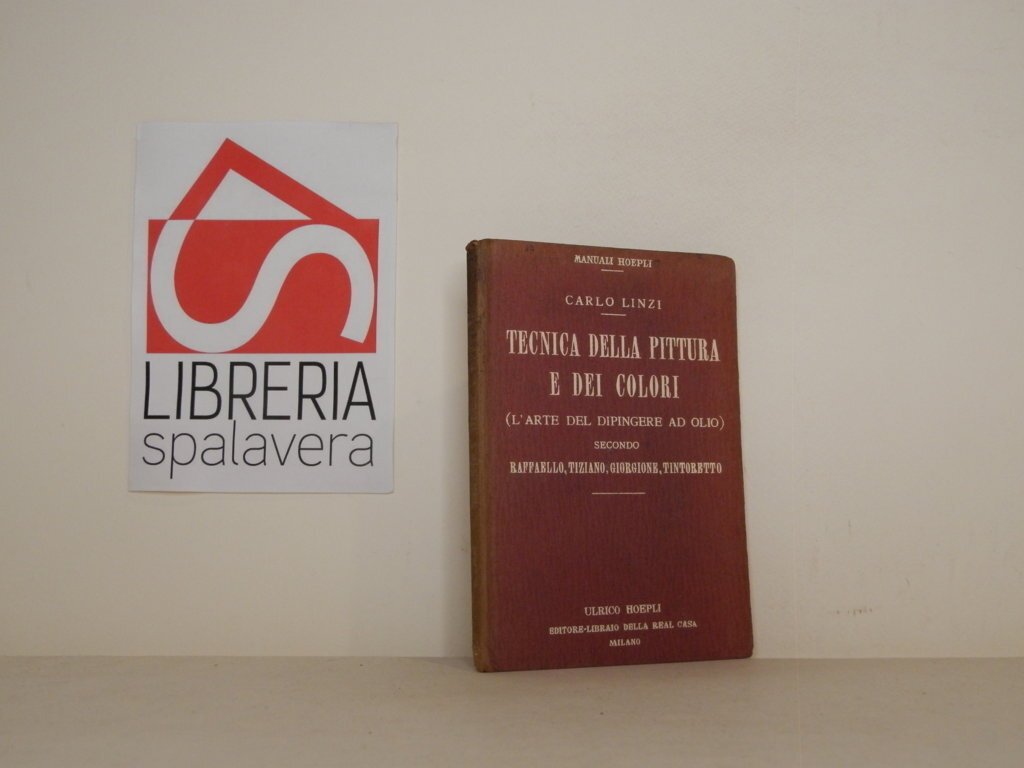 LIBRERIA
spalavera
MANUALI HOEPLI
CARLO LINZI
TECNICA DELLA PITTURA
E DEI COLORI
(L'ARTE DEL DIPINGERE AD OLIO)
SECONDO
RAFFAELLO, TIZIANO, GIORGIONE, TINTORETTO
ULRICO HOEPLI
EDITORE-LIBRAIO DELLA REAL CASA
MILANO